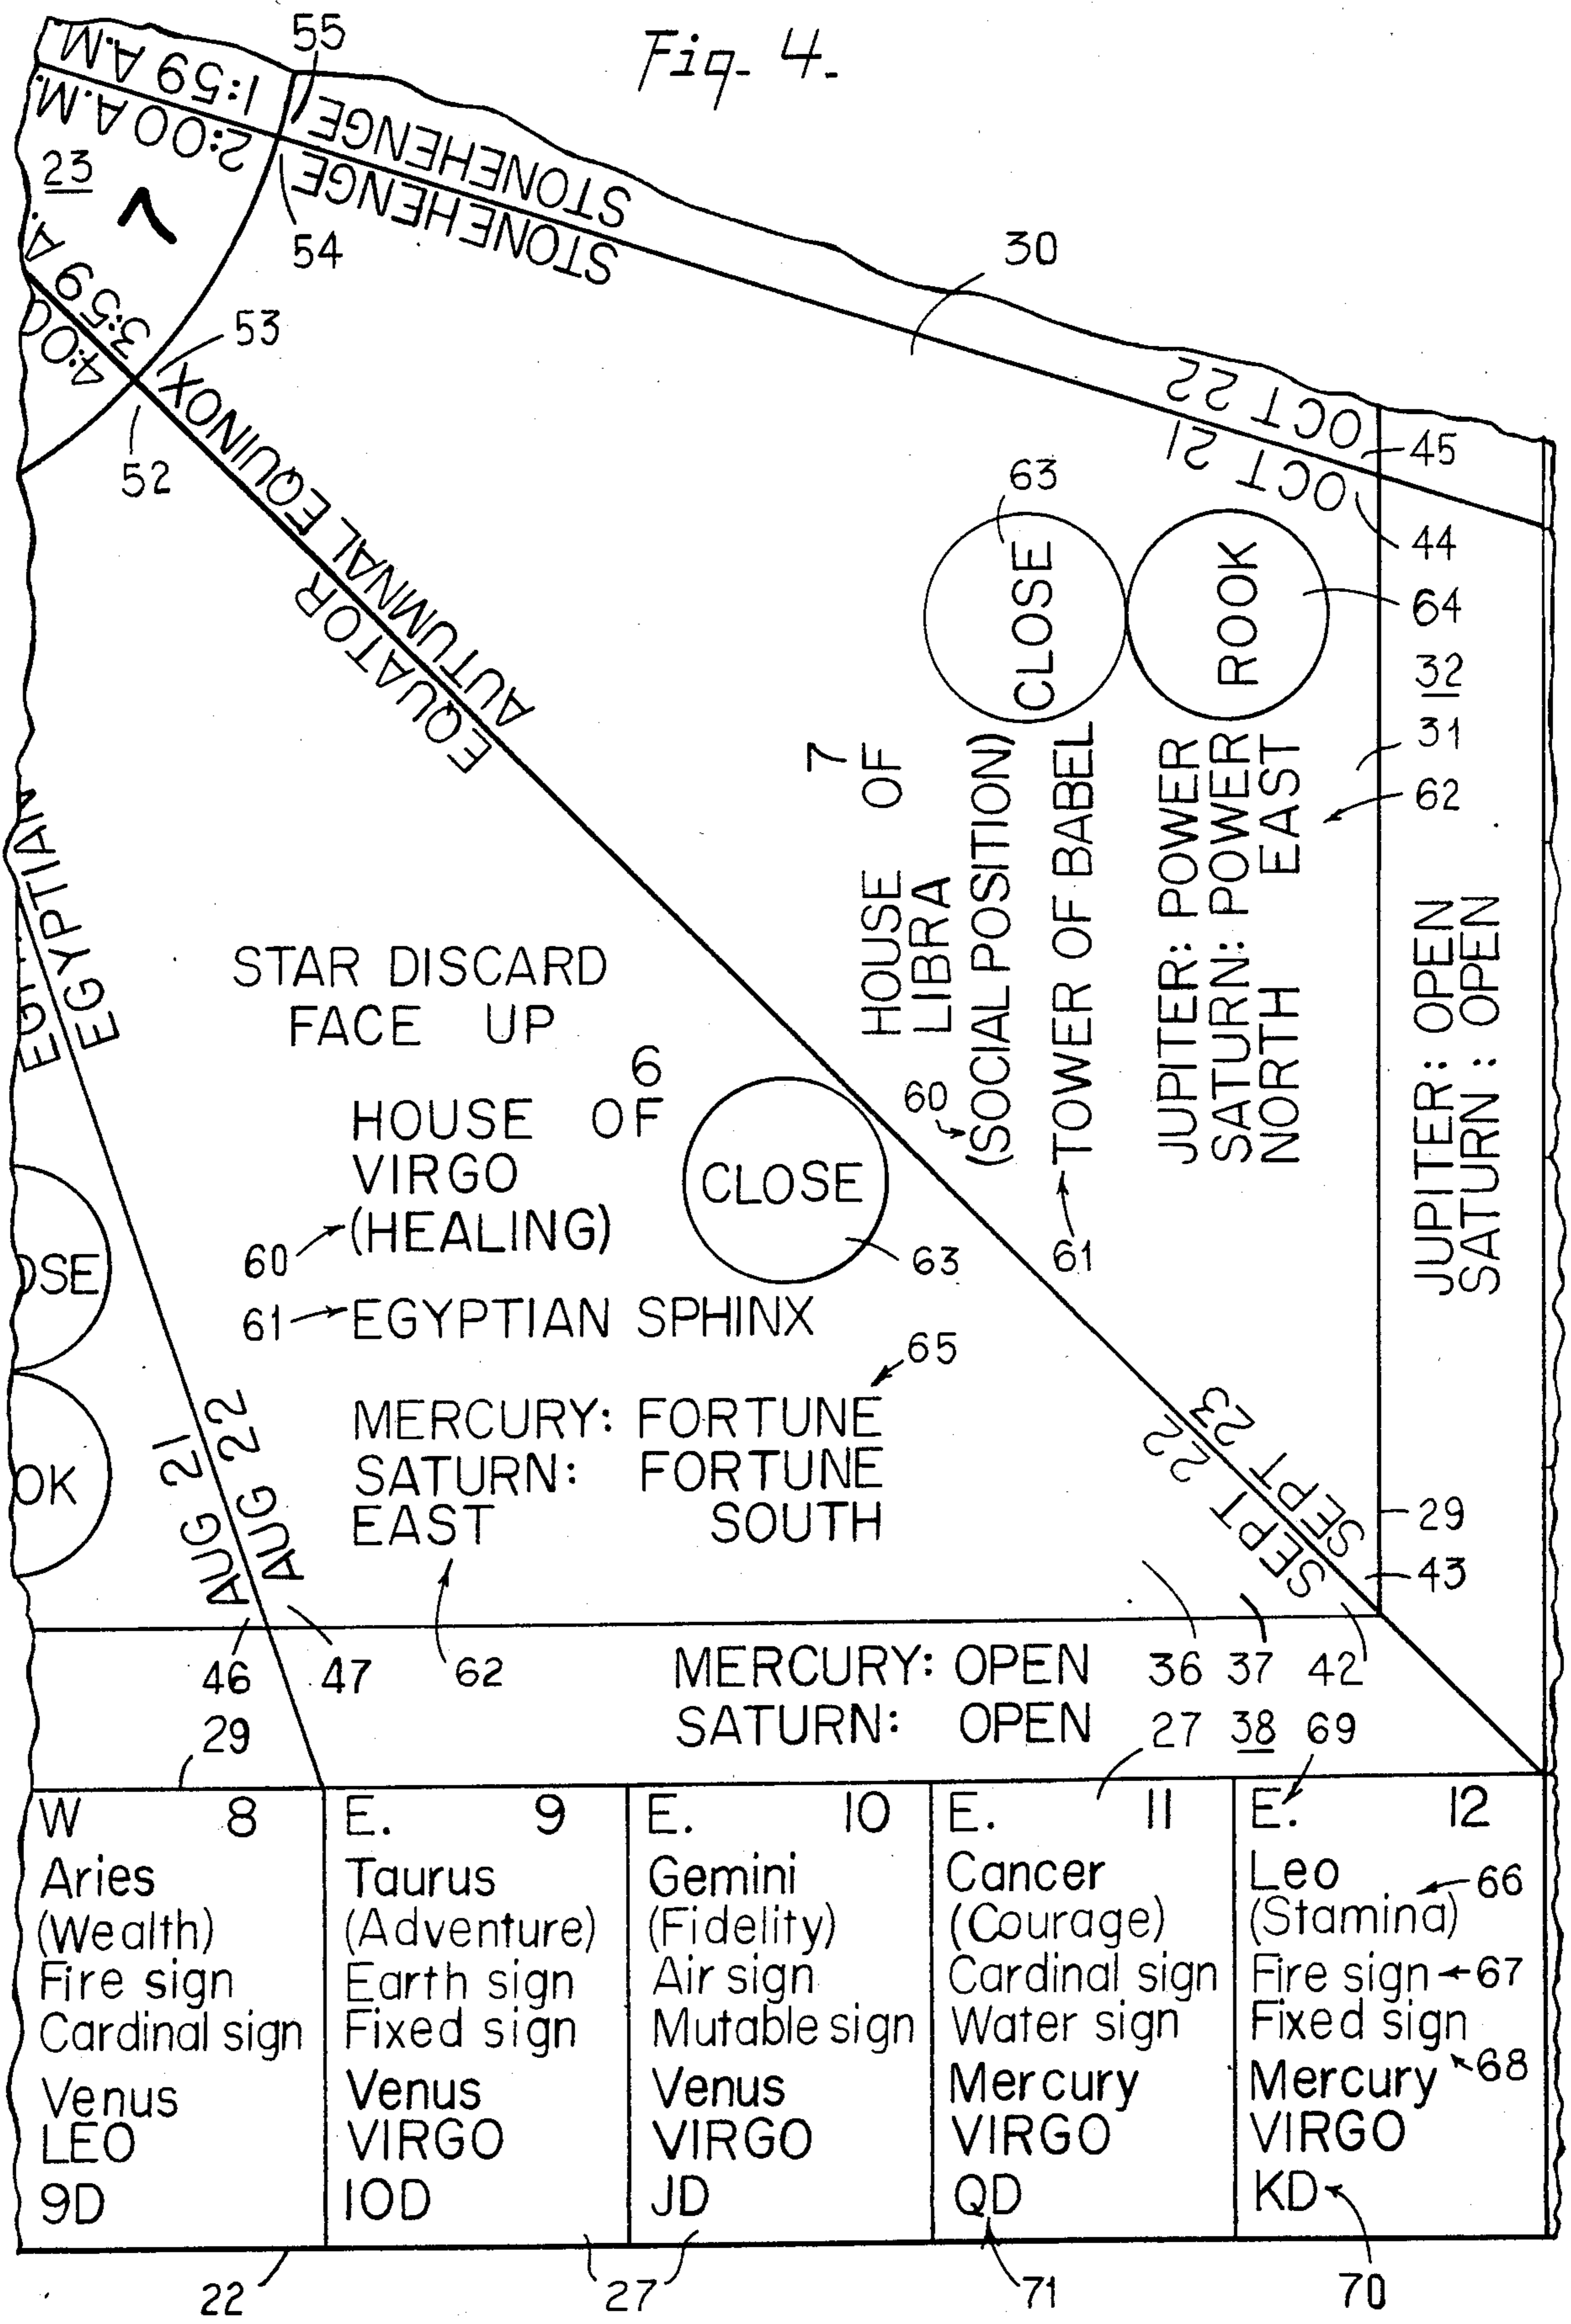 Fig. 4.
55
1:59 A.M.
2:00 A.M.
23
STONEHENGE
STONEHENGE
54
30
3:59 A.
4:00
53
52
AUTUMNAL EQUINOX
EQUATOR
OCT 22
OCT 21
45
44
63
CLOSE
ROOK
64
32
31
62
7
HOUSE OF
LIBRA
(SOCIAL POSITION)
TOWER OF BABEL
60
61
JUPITER: POWER
SATURN: POWER
NORTH EAST
JUPITER: OPEN
SATURN: OPEN
EGYPTIAN
STAR DISCARD
FACE UP
6
HOUSE OF
VIRGO
(HEALING)
60
CLOSE
63
61
EGYPTIAN SPHINX
65
OSE
OK
MERCURY: FORTUNE
SATURN: FORTUNE
EAST SOUTH
AUG 21
AUG 22
SEPT 22
SEPT 23
29
43
46 47 62
MERCURY: OPEN
SATURN: OPEN
36 37 42
29
27 38 69
W 8
Aries
(Wealth)
Fire sign
Cardinal sign
Venus
LEO
9D
E. 9
Taurus
(Adventure)
Earth sign
Fixed sign
Venus
VIRGO
10D
E. 10
Gemini
(Fidelity)
Air sign
Mutable sign
Venus
VIRGO
JD
E. 11
Cancer
(Courage)
Cardinal sign
Water sign
Mercury
VIRGO
QD
E. 12
Leo
(Stamina)
Fire sign
Fixed sign
Mercury
VIRGO
KD
66
67
68
22
27
71
70